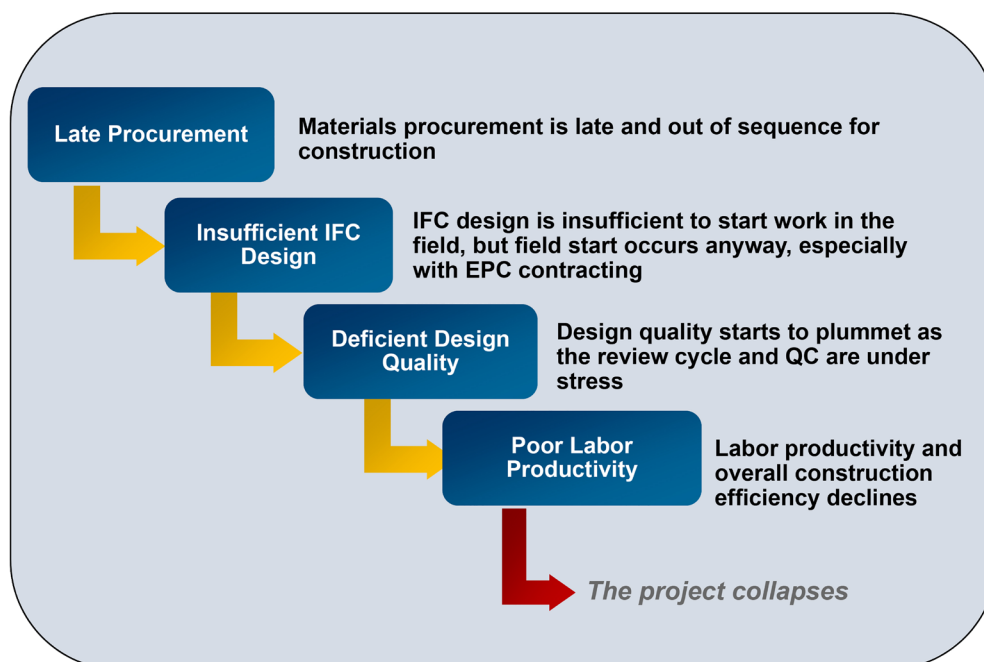 Late Procurement
Materials procurement is late and out of sequence for
construction
Insufficient IFC
Design
IFC design is insufficient to start work in the
field, but field start occurs anyway, especially
with EPC contracting
Deficient Design
Quality
Design quality starts to plummet as
the review cycle and QC are under
stress
Poor Labor
Productivity
Labor productivity and
overall construction
efficiency declines
The project collapses